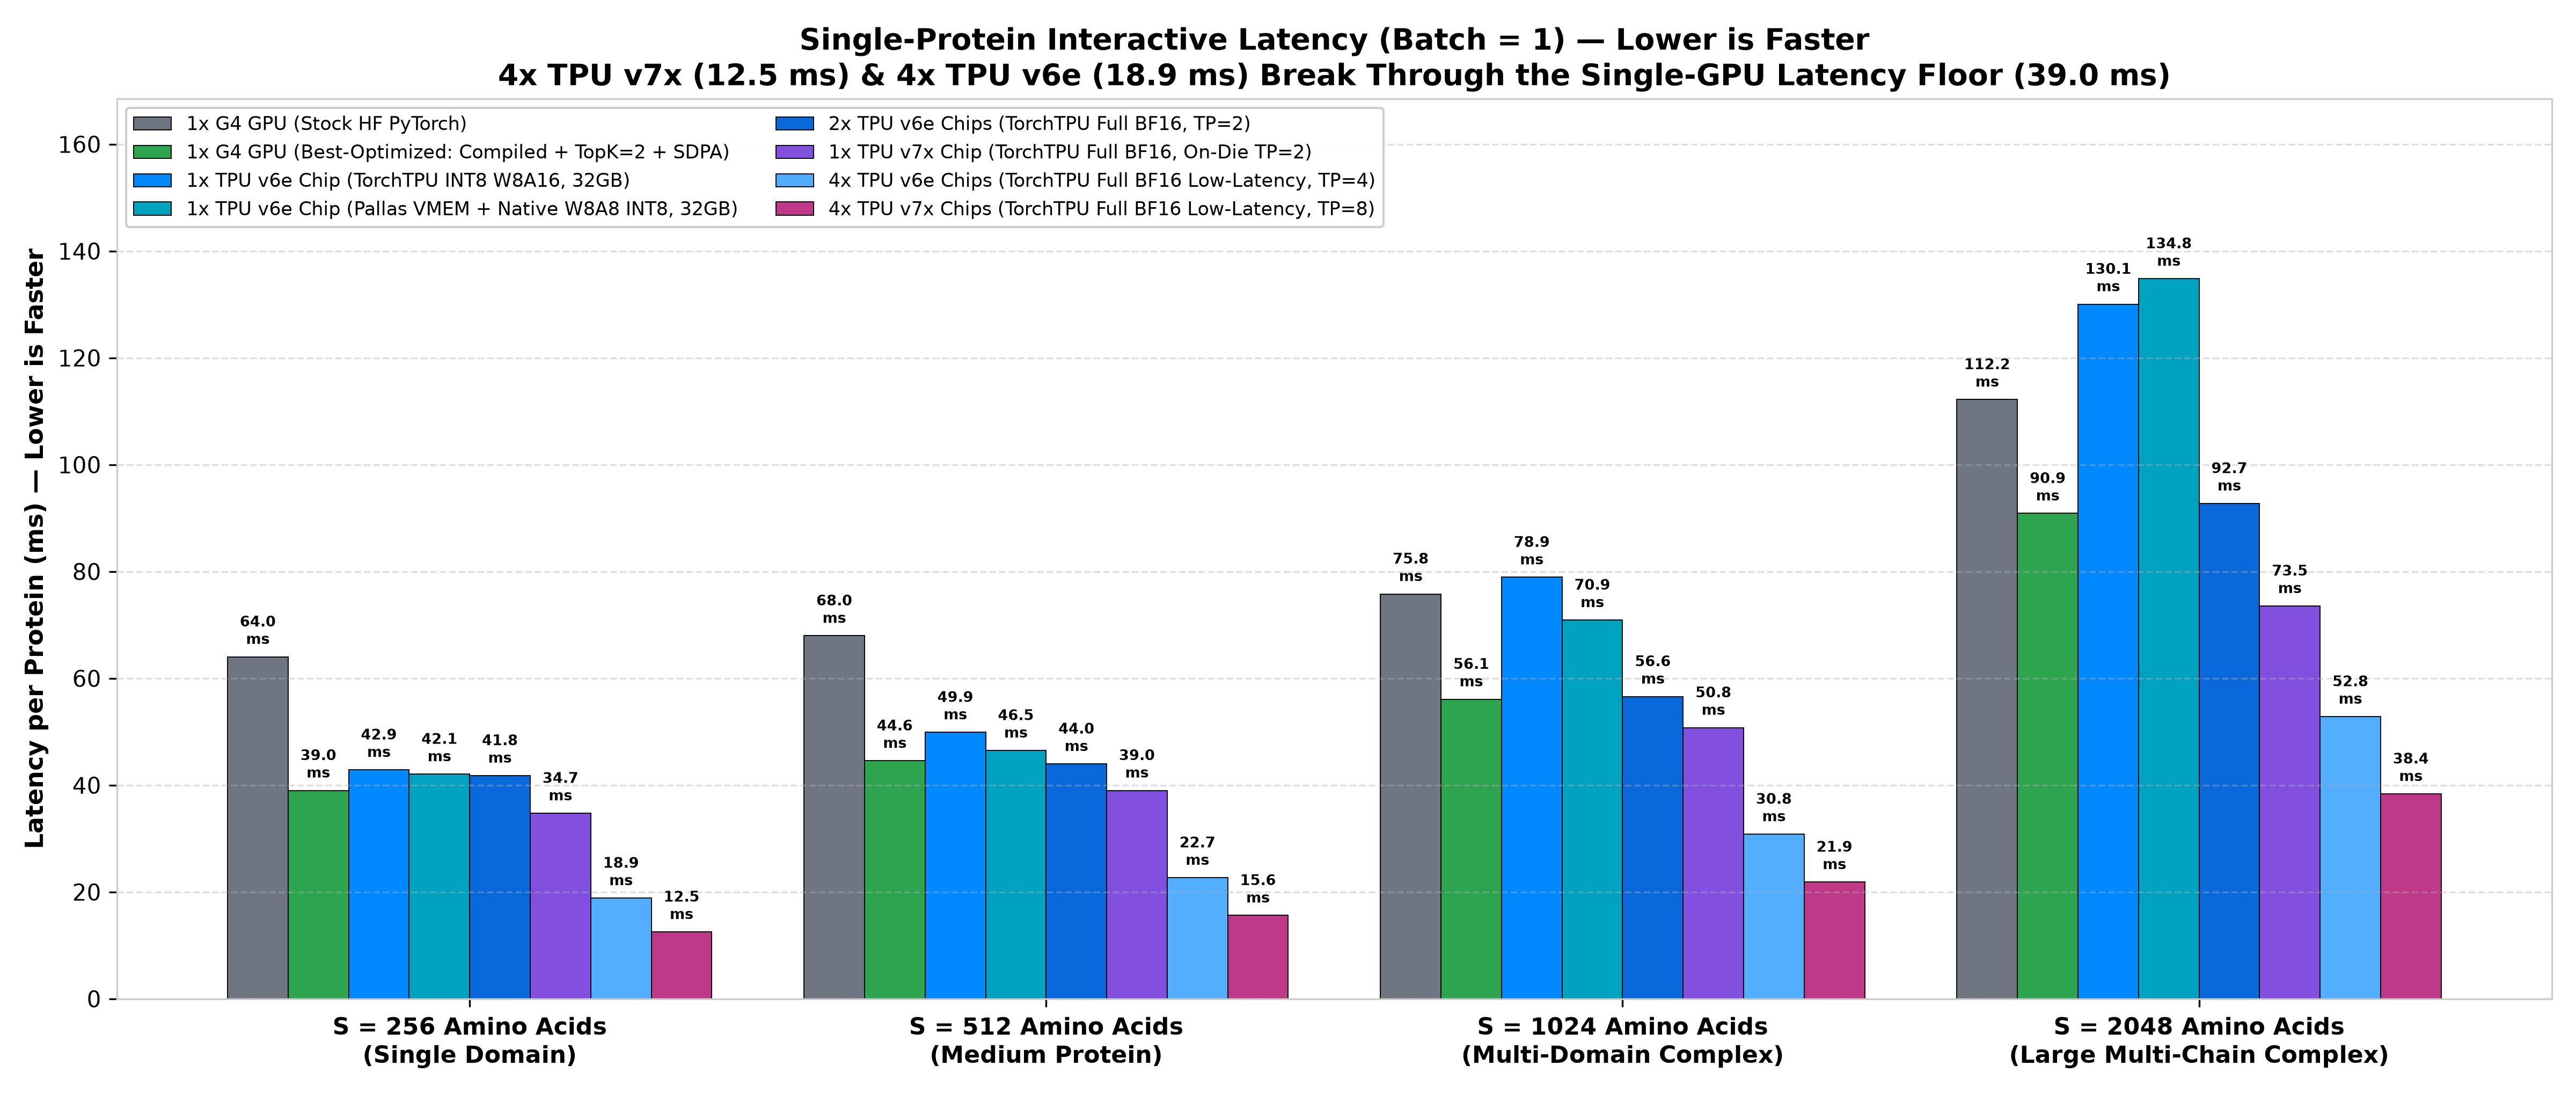 Single-Protein Interactive Latency (Batch = 1) — Lower is Faster
4x TPU v7x (12.5 ms) & 4x TPU v6e (18.9 ms) Break Through the Single-GPU Latency Floor (39.0 ms)
1x G4 GPU (Stock HF PyTorch)
1x G4 GPU (Best-Optimized: Compiled + TopK=2 + SDPA)
1x TPU v6e Chip (TorchTPU INT8 W8A16, 32GB)
1x TPU v6e Chip (Pallas VMEM + Native W8A8 INT8, 32GB)
2x TPU v6e Chips (TorchTPU Full BF16, TP=2)
1x TPU v7x Chip (TorchTPU Full BF16, On-Die TP=2)
4x TPU v6e Chips (TorchTPU Full BF16 Low-Latency, TP=4)
4x TPU v7x Chips (TorchTPU Full BF16 Low-Latency, TP=8)
Latency per Protein (ms) — Lower is Faster
160
140
120
100
80
60
40
20
0
64.0
ms
39.0
ms
42.9
ms
42.1
ms
41.8
ms
34.7
ms
18.9
ms
12.5
ms
68.0
ms
44.6
ms
49.9
ms
46.5
ms
44.0
ms
39.0
ms
22.7
ms
15.6
ms
75.8
ms
56.1
ms
78.9
ms
70.9
ms
56.6
ms
50.8
ms
30.8
ms
21.9
ms
112.2
ms
90.9
ms
130.1
ms
134.8
ms
92.7
ms
73.5
ms
52.8
ms
38.4
ms
S = 256 Amino Acids
(Single Domain)
S = 512 Amino Acids
(Medium Protein)
S = 1024 Amino Acids
(Multi-Domain Complex)
S = 2048 Amino Acids
(Large Multi-Chain Complex)